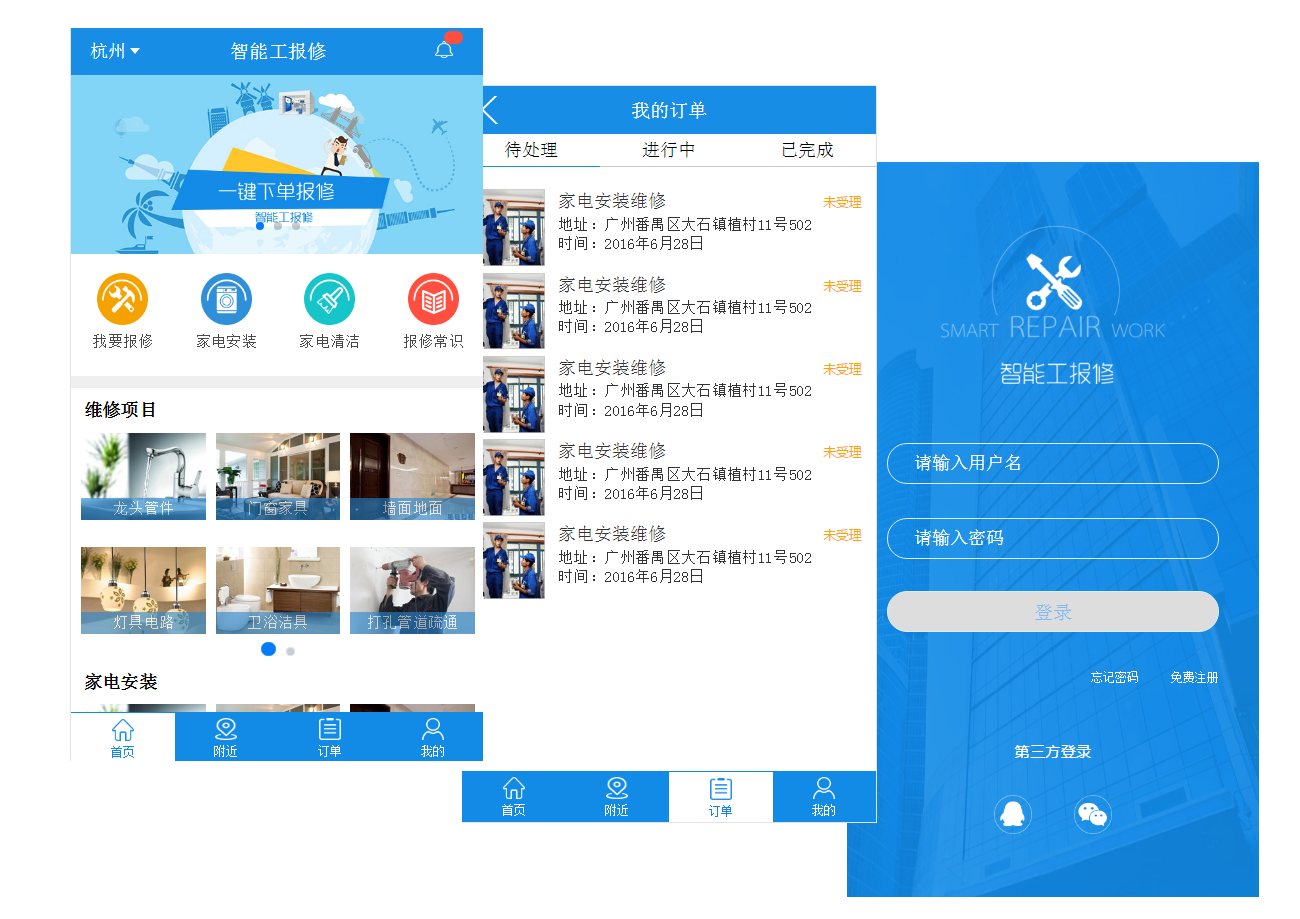 杭州
智能工报修
一键下单报修
智能工报修
我要报修
家电安装
家电清洁
报修常识
维修项目
龙头管件
门窗家具
墙面地面
灯具电路
卫浴洁具
打孔管道疏通
家电安装
首页
附近
订单
我的
我的订单
待处理
进行中
已完成
家电安装维修
未受理
地址：广州番禺区大石镇植村11号502
时间：2016年6月28日
家电安装维修
未受理
地址：广州番禺区大石镇植村11号502
时间：2016年6月28日
家电安装维修
未受理
地址：广州番禺区大石镇植村11号502
时间：2016年6月28日
家电安装维修
未受理
地址：广州番禺区大石镇植村11号502
时间：2016年6月28日
家电安装维修
未受理
地址：广州番禺区大石镇植村11号502
时间：2016年6月28日
首页
附近
订单
我的
SMART REPAIR WORK
智能工报修
请输入用户名
请输入密码
登录
忘记密码
免费注册
第三方登录